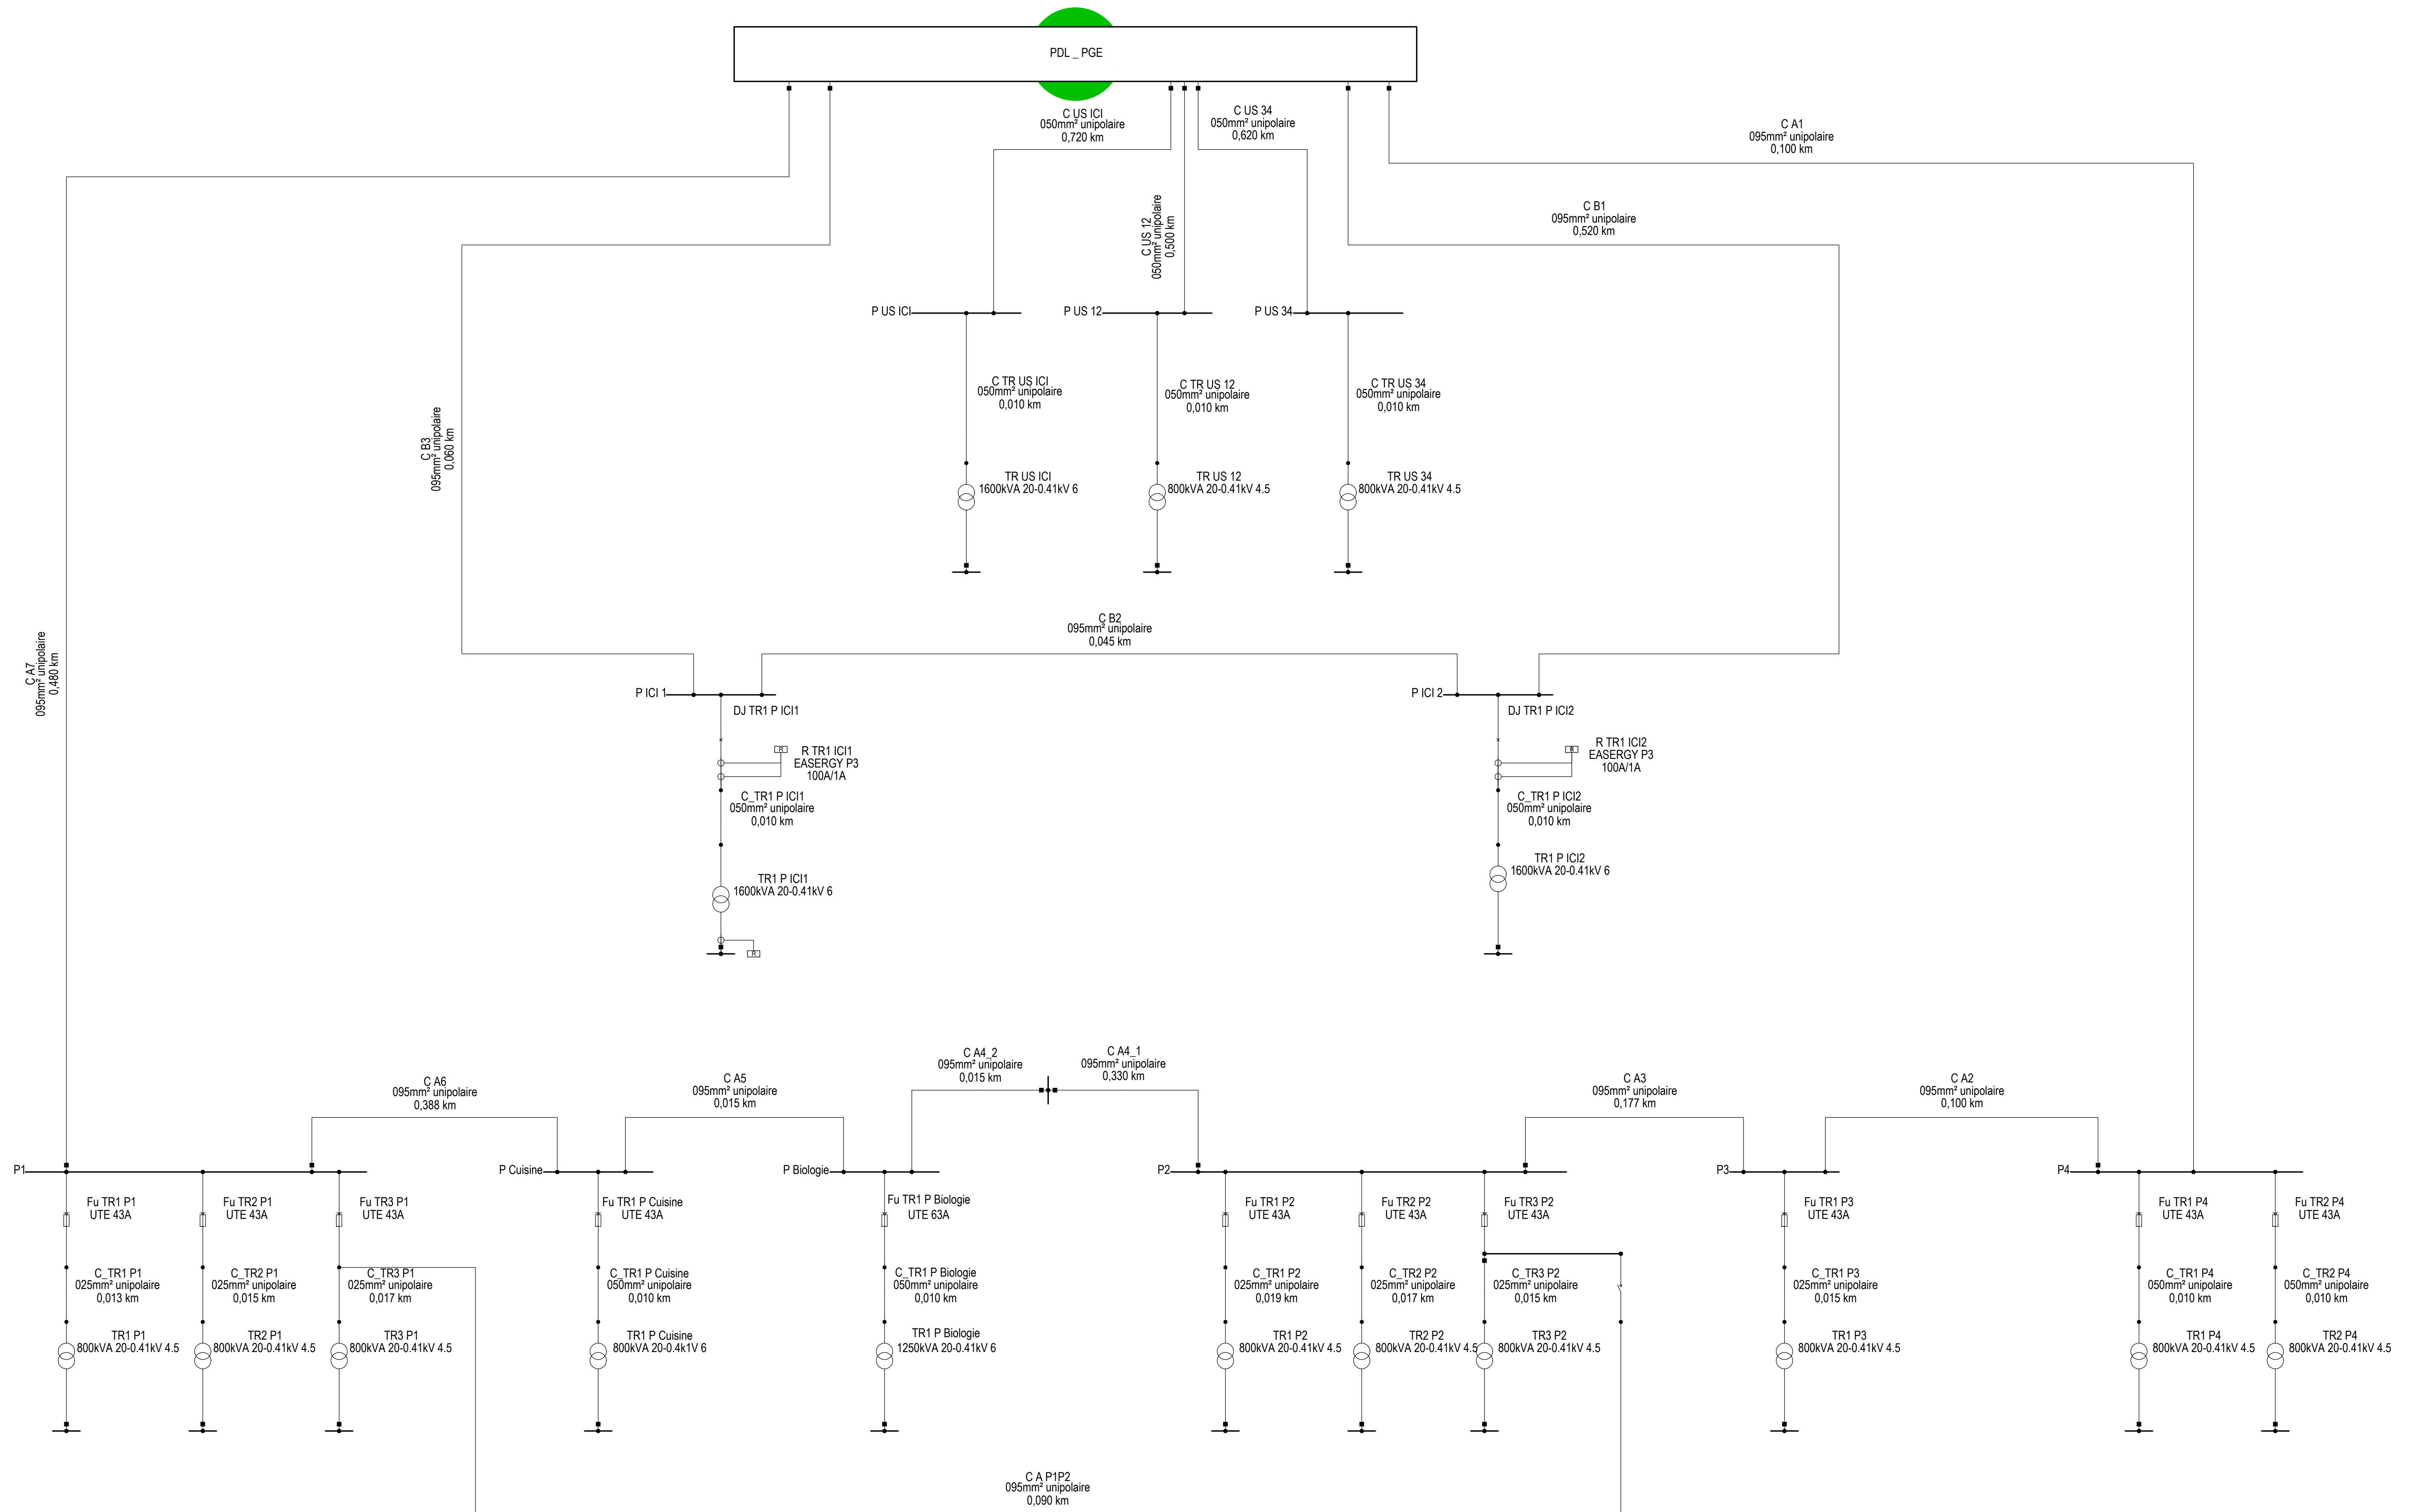 PDL _ PGE
C US ICI
050mm² unipolaire
0,720 km
C US 34
050mm² unipolaire
0,620 km
C A1
095mm² unipolaire
0,100 km
C US 12
050mm² unipolaire
0,500 km
C B1
095mm² unipolaire
0,520 km
P US ICI
P US 12
P US 34
C TR US ICI
050mm² unipolaire
0,010 km
C TR US 12
050mm² unipolaire
0,010 km
C TR US 34
050mm² unipolaire
0,010 km
C B3
095mm² unipolaire
0,060 km
TR US ICI
1600kVA 20-0.41kV 6
TR US 12
800kVA 20-0.41kV 4.5
TR US 34
800kVA 20-0.41kV 4.5
C B2
095mm² unipolaire
0,045 km
C A7
095mm² unipolaire
0,480 km
P ICI 1
DJ TR1 P ICI1
P ICI 2
DJ TR1 P ICI2
R
R TR1 ICI1
EASERGY P3
100A/1A
R
R TR1 ICI2
EASERGY P3
100A/1A
C_TR1 P ICI1
050mm² unipolaire
0,010 km
C_TR1 P ICI2
050mm² unipolaire
0,010 km
TR1 P ICI1
1600kVA 20-0.41kV 6
TR1 P ICI2
1600kVA 20-0.41kV 6
R
C A6
095mm² unipolaire
0,388 km
C A5
095mm² unipolaire
0,015 km
C A4_2
095mm² unipolaire
0,015 km
C A4_1
095mm² unipolaire
0,330 km
C A3
095mm² unipolaire
0,177 km
C A2
095mm² unipolaire
0,100 km
P1
P Cuisine
P Biologie
P2
P3
P4
Fu TR1 P1
UTE 43A
Fu TR2 P1
UTE 43A
Fu TR3 P1
UTE 43A
Fu TR1 P Cuisine
UTE 43A
Fu TR1 P Biologie
UTE 63A
Fu TR1 P2
UTE 43A
Fu TR2 P2
UTE 43A
Fu TR3 P2
UTE 43A
Fu TR1 P3
UTE 43A
Fu TR1 P4
UTE 43A
Fu TR2 P4
UTE 43A
C_TR1 P1
025mm² unipolaire
0,013 km
C_TR2 P1
025mm² unipolaire
0,015 km
C_TR3 P1
025mm² unipolaire
0,017 km
C_TR1 P Cuisine
050mm² unipolaire
0,010 km
C_TR1 P Biologie
050mm² unipolaire
0,010 km
C_TR1 P2
025mm² unipolaire
0,019 km
C_TR2 P2
025mm² unipolaire
0,017 km
C_TR3 P2
025mm² unipolaire
0,015 km
C_TR1 P3
025mm² unipolaire
0,015 km
C_TR1 P4
050mm² unipolaire
0,010 km
C_TR2 P4
050mm² unipolaire
0,010 km
TR1 P1
800kVA 20-0.41kV 4.5
TR2 P1
800kVA 20-0.41kV 4.5
TR3 P1
800kVA 20-0.41kV 4.5
TR1 P Cuisine
800kVA 20-0.4k1V 6
TR1 P Biologie
1250kVA 20-0.41kV 6
TR1 P2
800kVA 20-0.41kV 4.5
TR2 P2
800kVA 20-0.41kV 4.5
TR3 P2
800kVA 20-0.41kV 4.5
TR1 P3
800kVA 20-0.41kV 4.5
TR1 P4
800kVA 20-0.41kV 4.5
TR2 P4
800kVA 20-0.41kV 4.5
C A P1P2
095mm² unipolaire
0,090 km